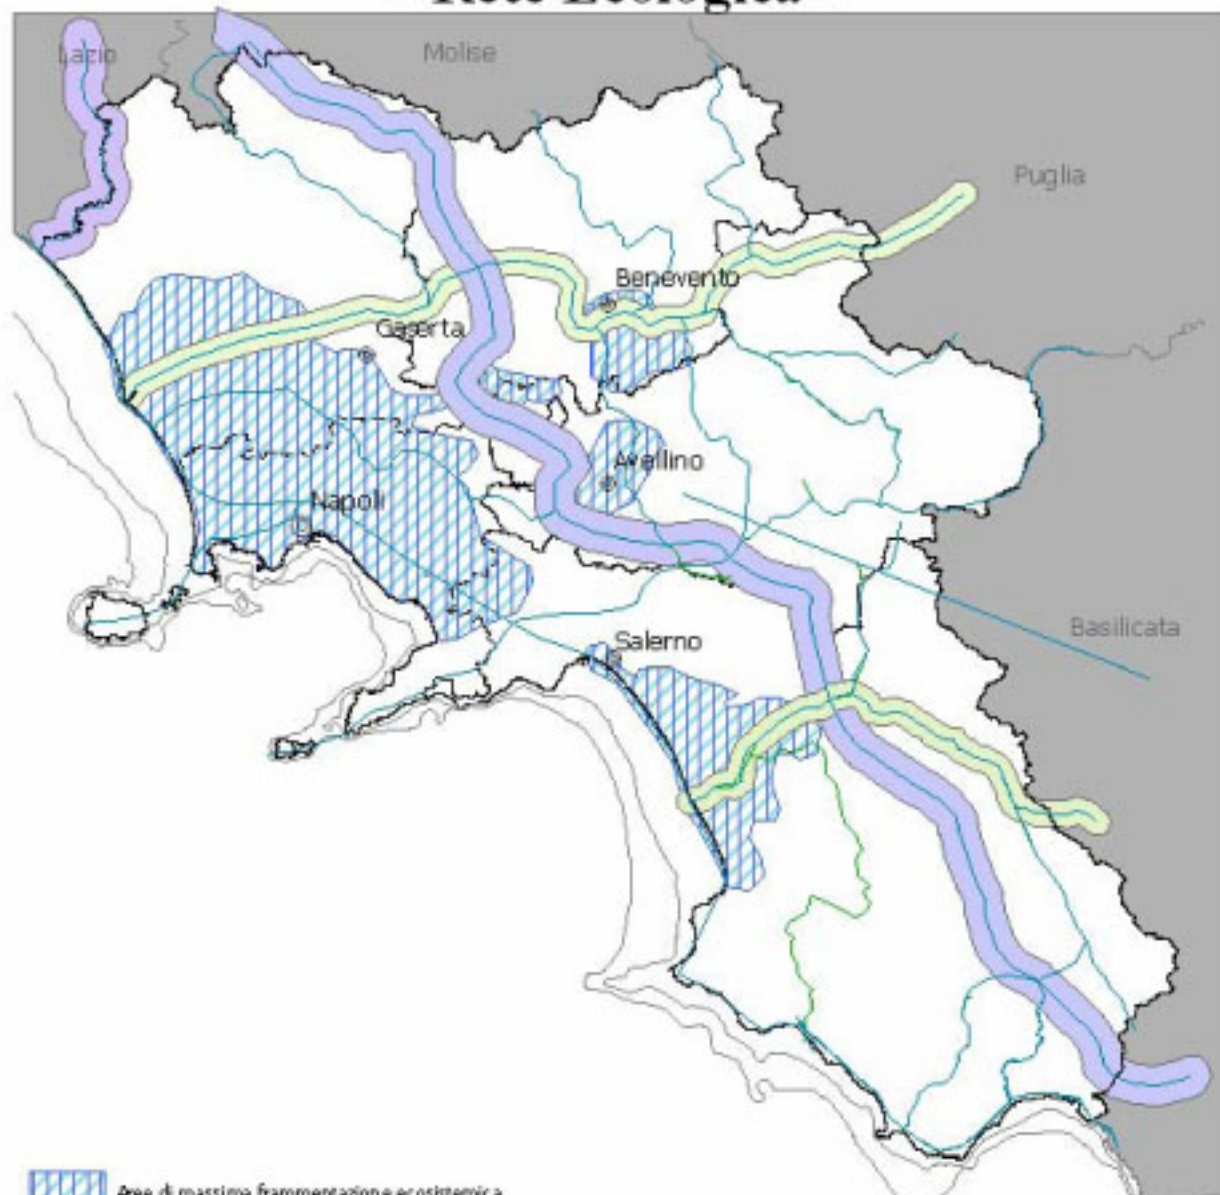 Rete Ecologica
Lazio
Molise
Puglia
Benevento
Caserta
Avellino
Napoli
Basilicata
Salerno
Aree di massima frammentazione ecosistemica